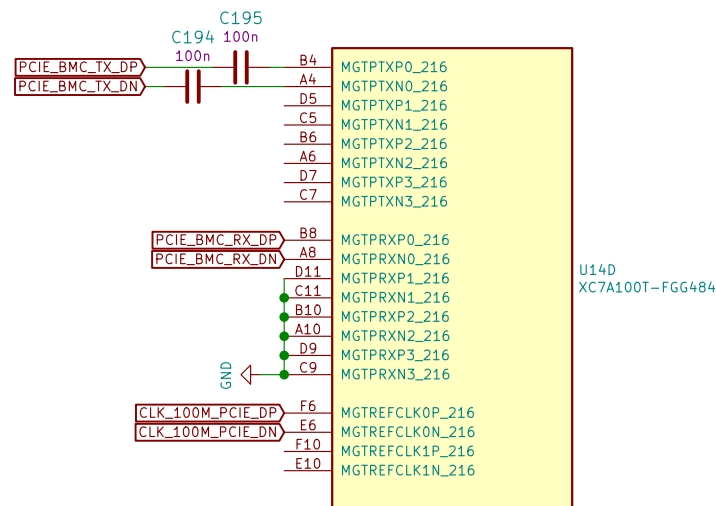 C195
100n
C194
100n
PCIE_BMC_TX_DP
B4
MGTPTXP0_216
PCIE_BMC_TX_DN
A4
MGTPTXN0_216
D5
MGTPTXP1_216
C5
MGTPTXN1_216
B6
MGTPTXP2_216
A6
MGTPTXN2_216
D7
MGTPTXP3_216
C7
MGTPTXN3_216
PCIE_BMC_RX_DP
B8
MGTPRXP0_216
PCIE_BMC_RX_DN
A8
MGTPRXN0_216
D11
MGTPRXP1_216
C11
MGTPRXN1_216
B10
MGTPRXP2_216
A10
MGTPRXN2_216
D9
MGTPRXP3_216
C9
MGTPRXN3_216
GND
U14D
XC7A100T-FGG484
CLK_100M_PCIE_DP
F6
MGTREFCLK0P_216
CLK_100M_PCIE_DN
E6
MGTREFCLK0N_216
F10
MGTREFCLK1P_216
E10
MGTREFCLK1N_216